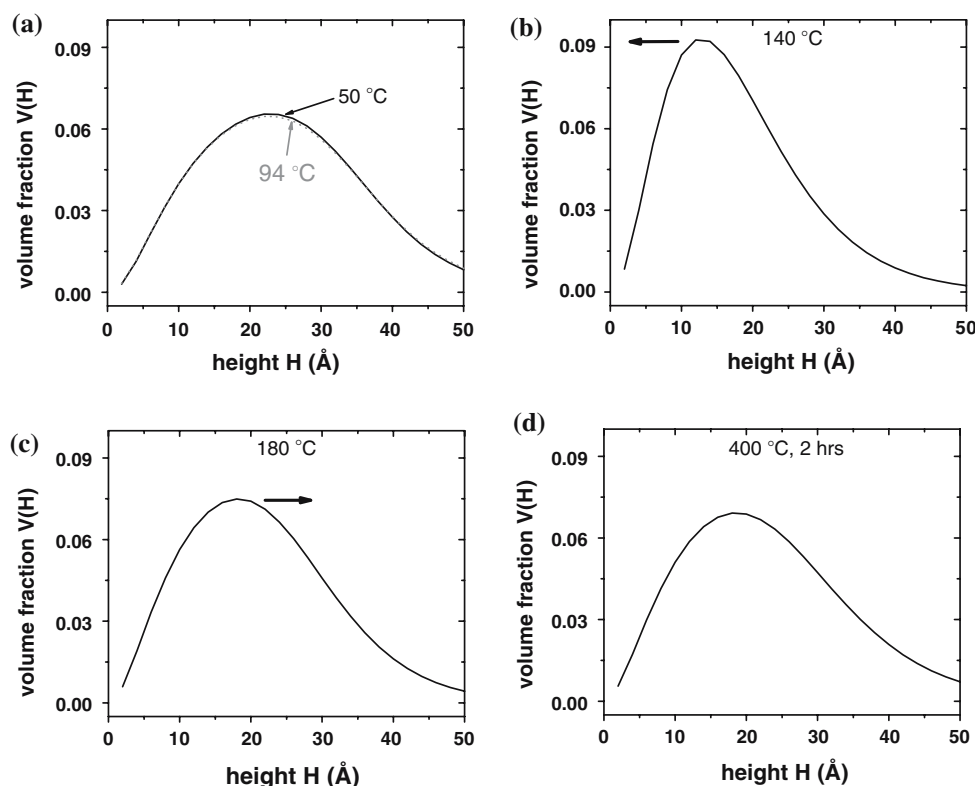 (a)
volume fraction V(H)
0.09
0.06
0.03
0.00
50 °C
94 °C
0 10 20 30 40 50
height H (Å)
(b)
volume fraction V(H)
0.09
0.06
0.03
0.00
140 °C
0 10 20 30 40 50
height H (Å)
(c)
volume fraction V(H)
0.09
0.06
0.03
0.00
180 °C
0 10 20 30 40 50
height H (Å)
(d)
volume fraction V(H)
0.09
0.06
0.03
0.00
400 °C, 2 hrs
0 10 20 30 40 50
height H (Å)